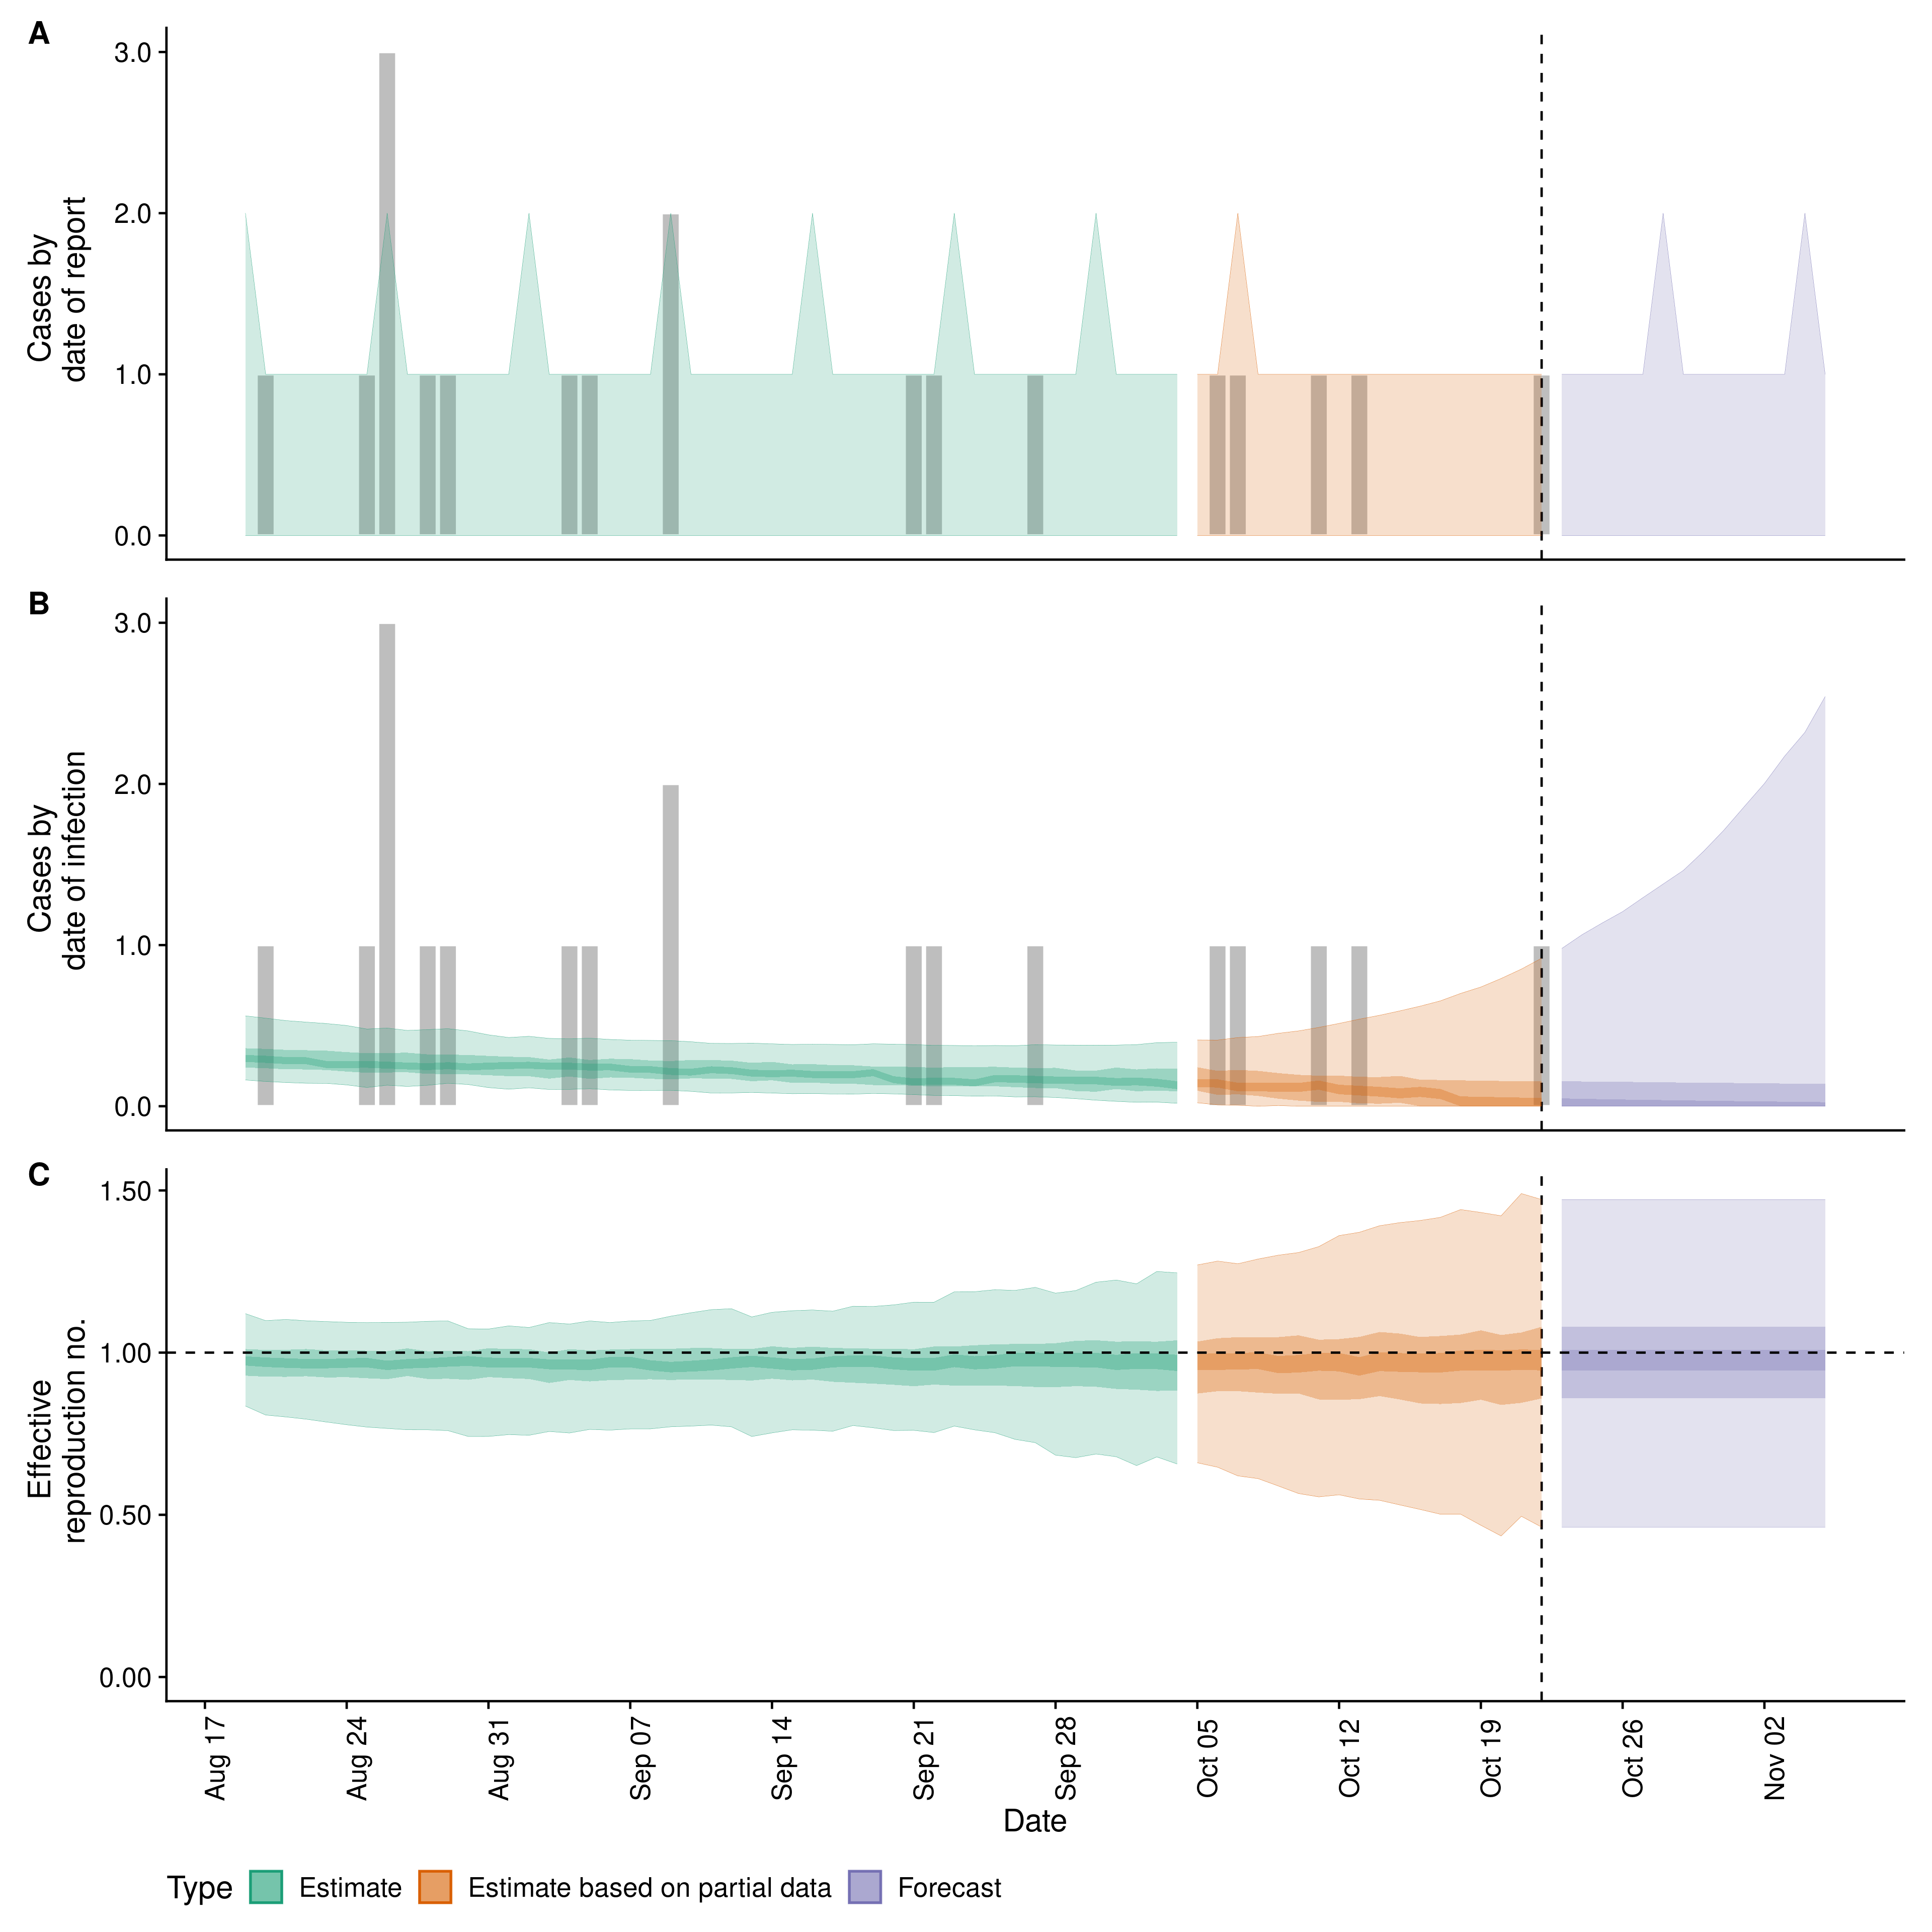 A
3.0
2.0
1.0
0.0
Cases by
date of report
B
3.0
2.0
1.0
0.0
Cases by
date of infection
C
1.50
1.00
0.50
0.00
Effective
reproduction no.
Aug 17
Aug 24
Aug 31
Sep 07
Sep 14
Sep 21
Sep 28
Oct 05
Oct 12
Oct 19
Oct 26
Nov 02
Date
Type Estimate Estimate based on partial data Forecast